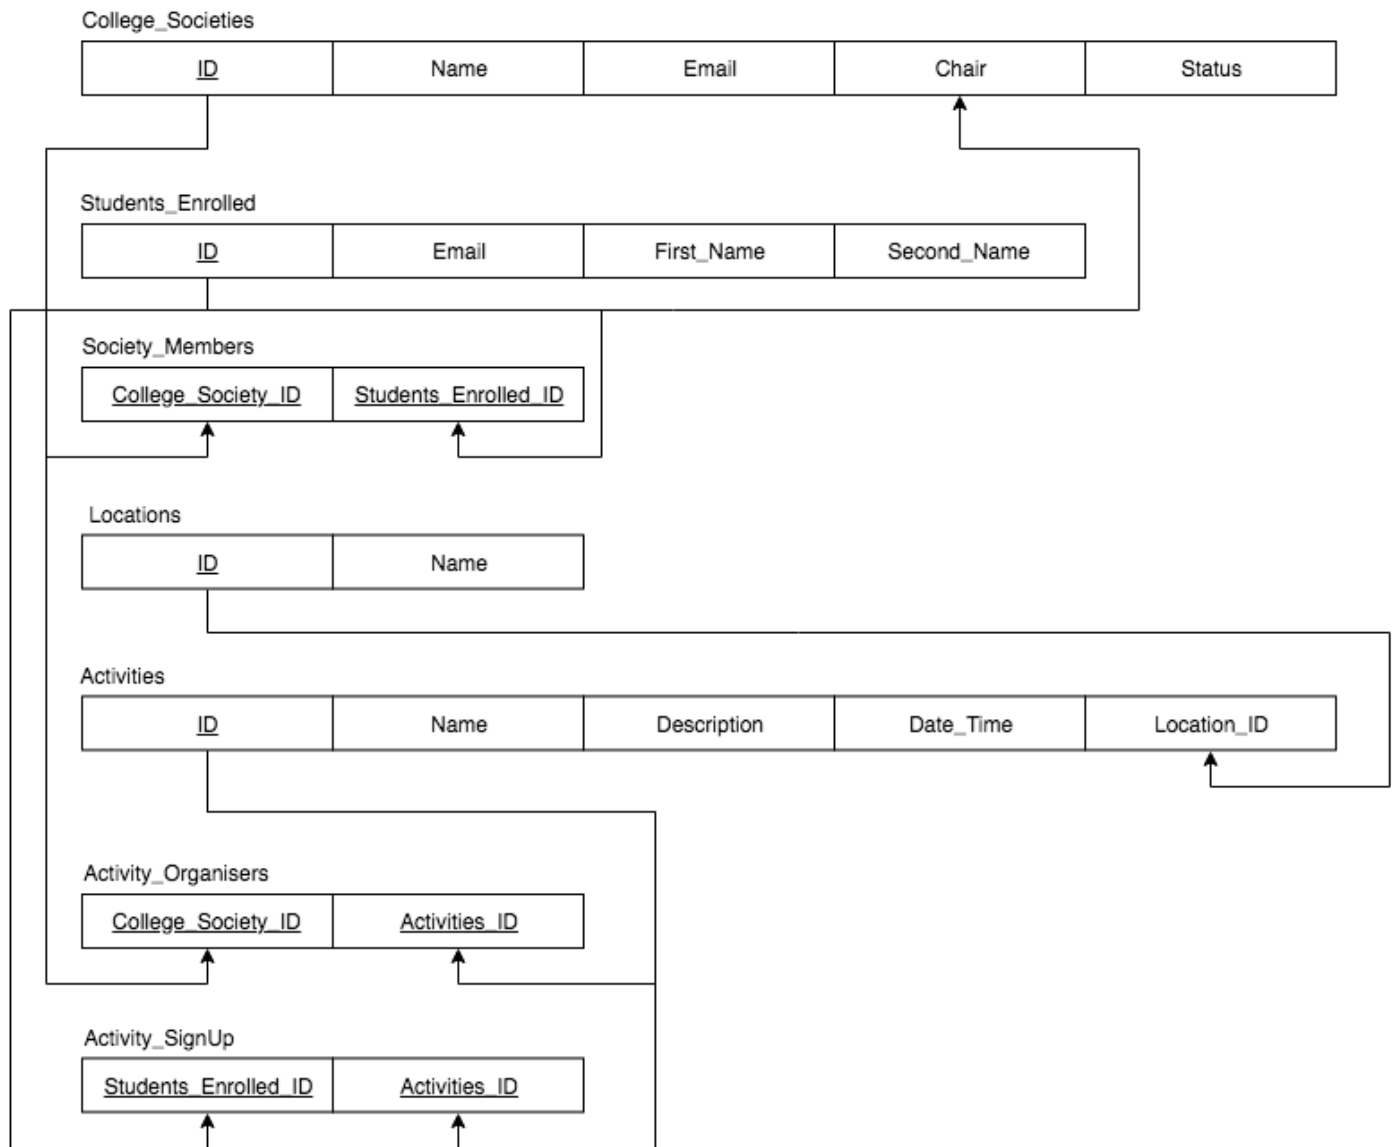 College_Societies
ID Name Email Chair Status
Students_Enrolled
ID Email First_Name Second_Name
Society_Members
College_Society_ID Students_Enrolled_ID
Locations
ID Name
Activities
ID Name Description Date_Time Location_ID
Activity_Organisers
College_Society_ID Activities_ID
Activity_SignUp
Students_Enrolled_ID Activities_ID